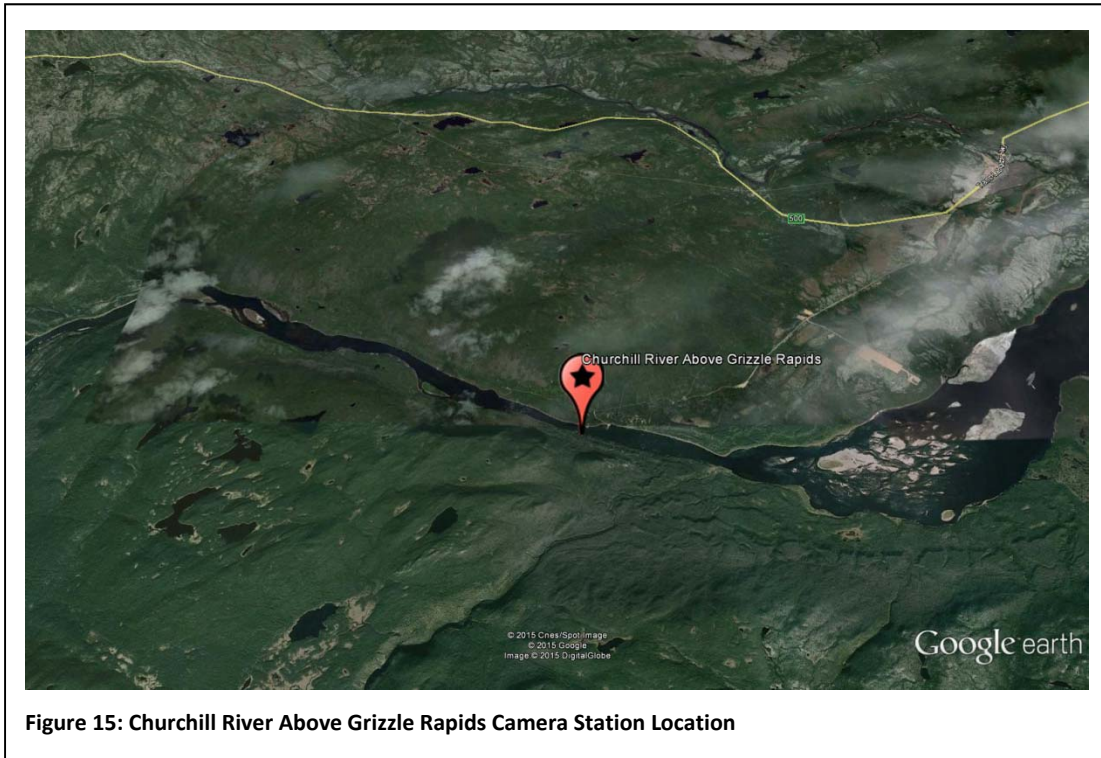 500
Churchill River Above Grizzle Rapids
© 2015 Cnes/Spot Image
© 2015 Google
Image © 2015 DigitalGlobe
Google earth
Figure 15: Churchill River Above Grizzle Rapids Camera Station Location